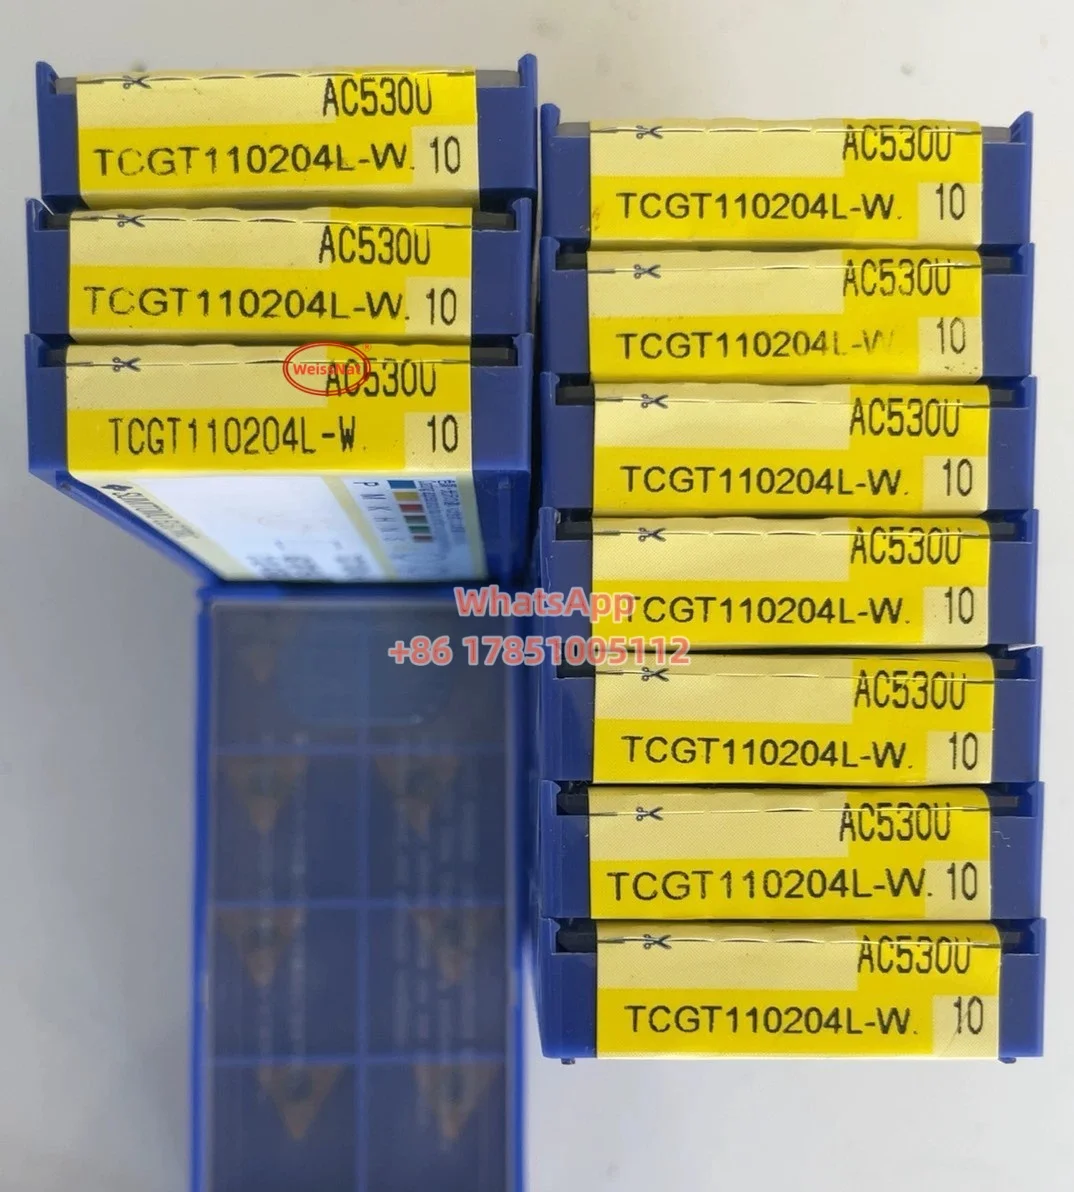 AC530U
TCGT110204L-W. 10
AC530U
TCGT110204L-W. 10
WeissNat®
AC530U
TCGT110204L-W. 10
P M K H N S
AC530U
TCGT110204L-W. 10
AC530U
TCGT110204L-W 10
AC530U
TCGT110204L-W. 10
AC530U
TCGT110204L-W. 10
AC530U
TCGT110204L-W. 10
AC530U
TCGT110204L-W. 10
AC530U
TCGT110204L-W. 10
WhatsApp
+86 17851005112